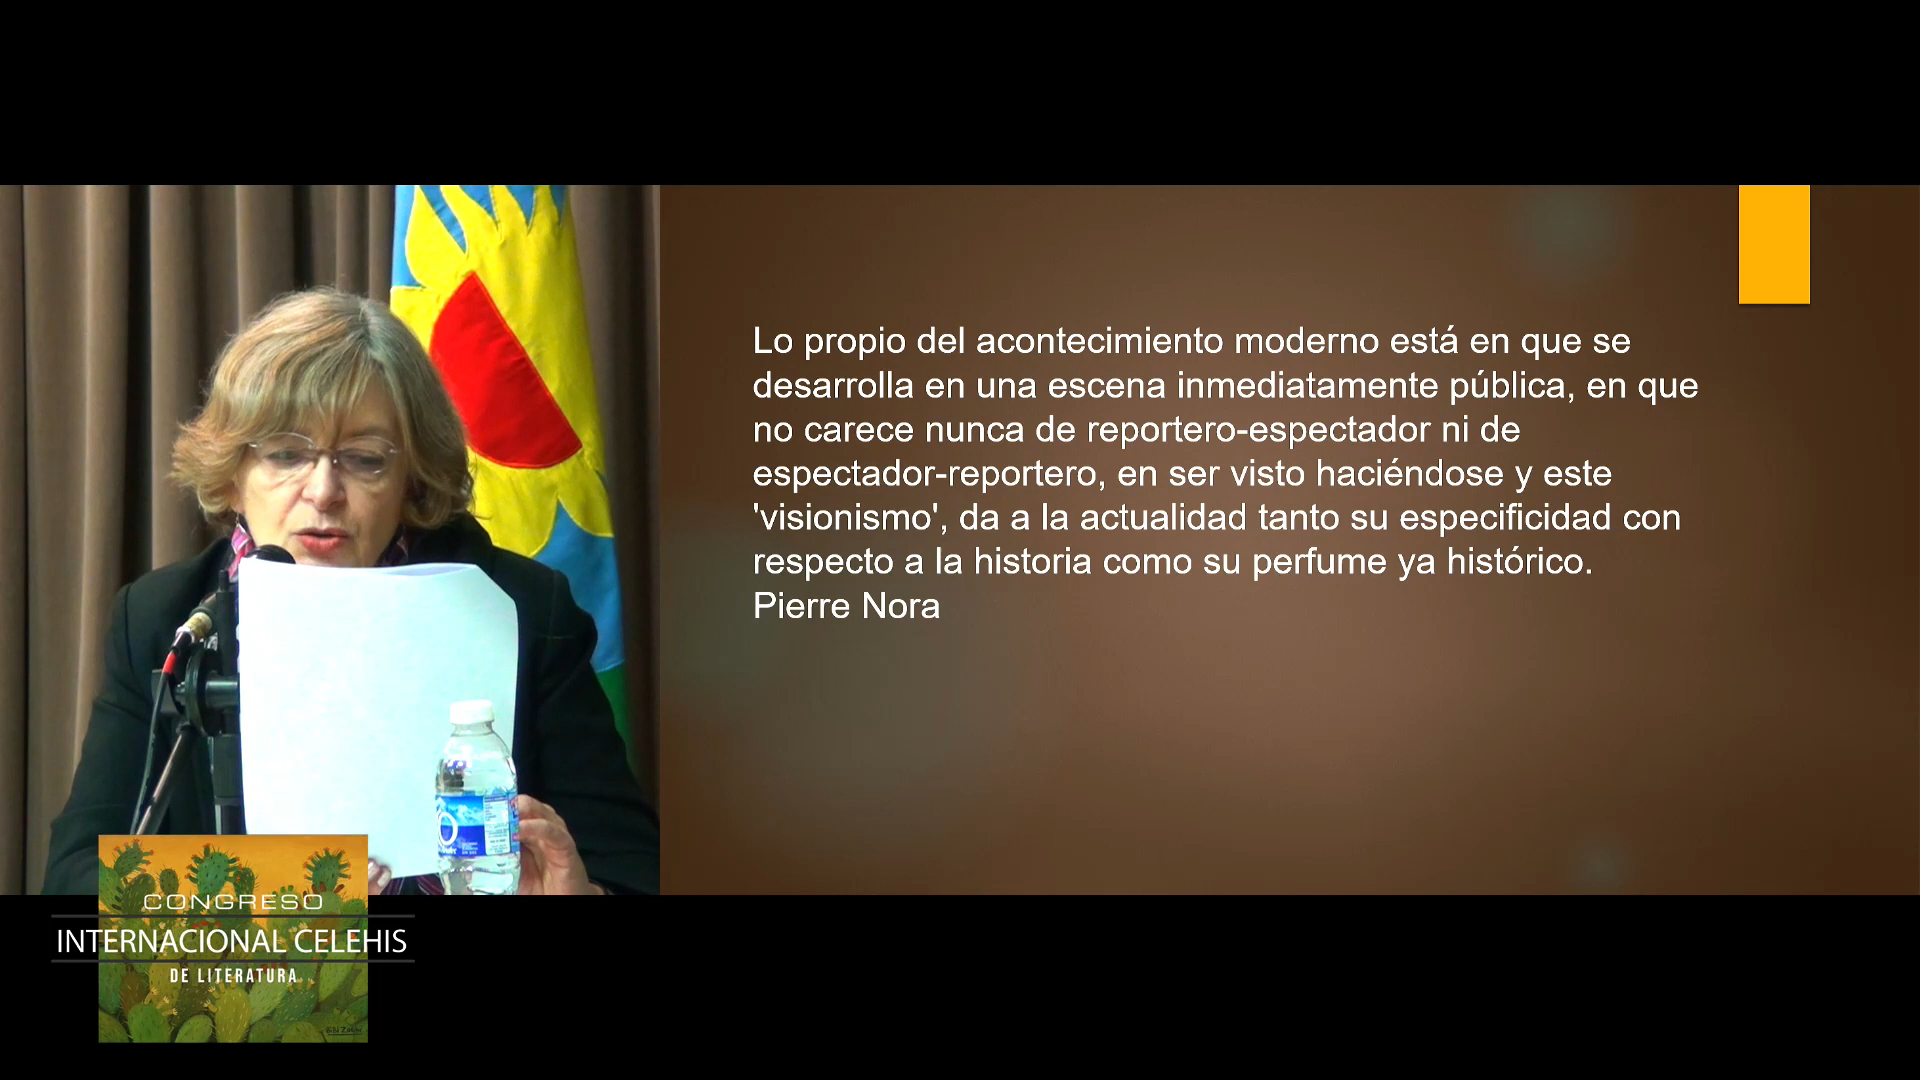 Lo propio del acontecimiento moderno está en que se
desarrolla en una escena inmediatamente pública, en que
no carece nunca de reportero-espectador ni de
espectador-reportero, en ser visto haciéndose y este
'visionismo', da a la actualidad tanto su especificidad con
respecto a la historia como su perfume ya histórico.
Pierre Nora
CONGRESO
INTERNACIONAL CELEHIS
DE LITERATURA